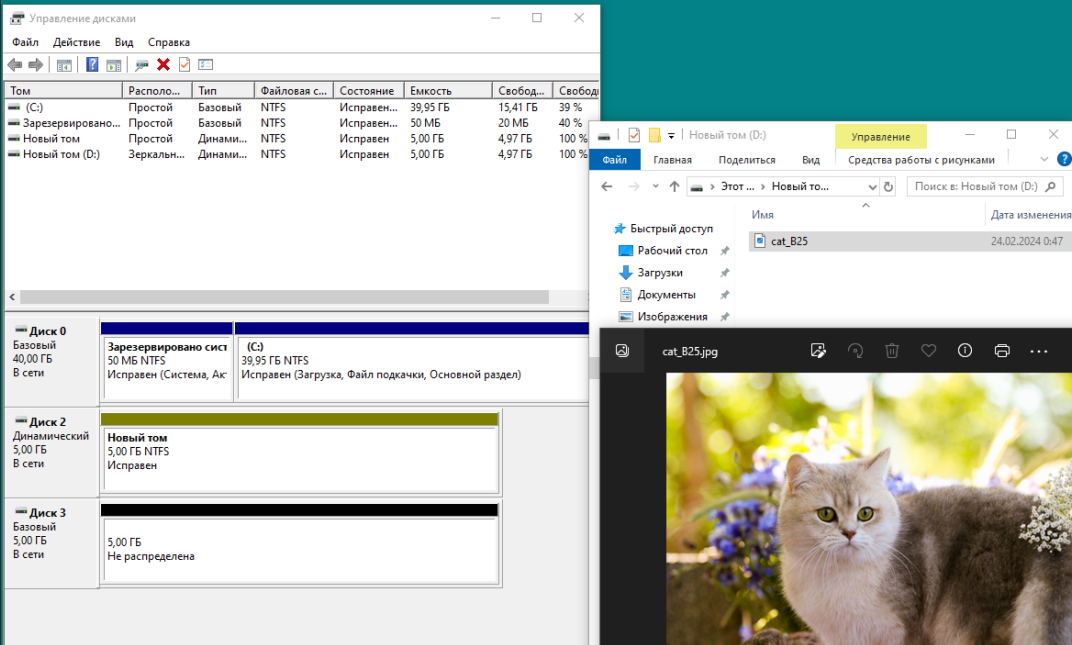 Управление дисками
Файл Действие Вид Справка
Том Располо... Тип Файловая с... Состояние Емкость Свобод... Свобод
(C:) Простой Базовый NTFS Исправен... 39,95 ГБ 15,41 ГБ 39 %
Зарезервировано... Простой Базовый NTFS Исправен... 50 МБ 20 МБ 40 %
Новый том Простой Динами... NTFS Исправен 5,00 ГБ 4,97 ГБ 100 %
Новый том (D:) Зеркальн... Динами... NTFS Исправен 5,00 ГБ 4,97 ГБ 100 %
Диск 0
Базовый
40,00 ГБ
В сети
Зарезервировано сист
50 МБ NTFS
Исправен (Система, Ак
(C:)
39,95 ГБ NTFS
Исправен (Загрузка, Файл подкачки, Основной раздел)
Диск 2
Динамический
5,00 ГБ
В сети
Новый том
5,00 ГБ NTFS
Исправен
Диск 3
Базовый
5,00 ГБ
В сети
5,00 ГБ
Не распределена
Новый том (D:)
Управление
Файл Главная Поделиться Вид Средства работы с рисунками
Этот ... Новый то... Поиск в: Новый том (D:)
Имя Дата изменения
Быстрый доступ
Рабочий стол
Загрузки
Документы
Изображения
cat_B25 24.02.2024 0:47
cat_B25.jpg